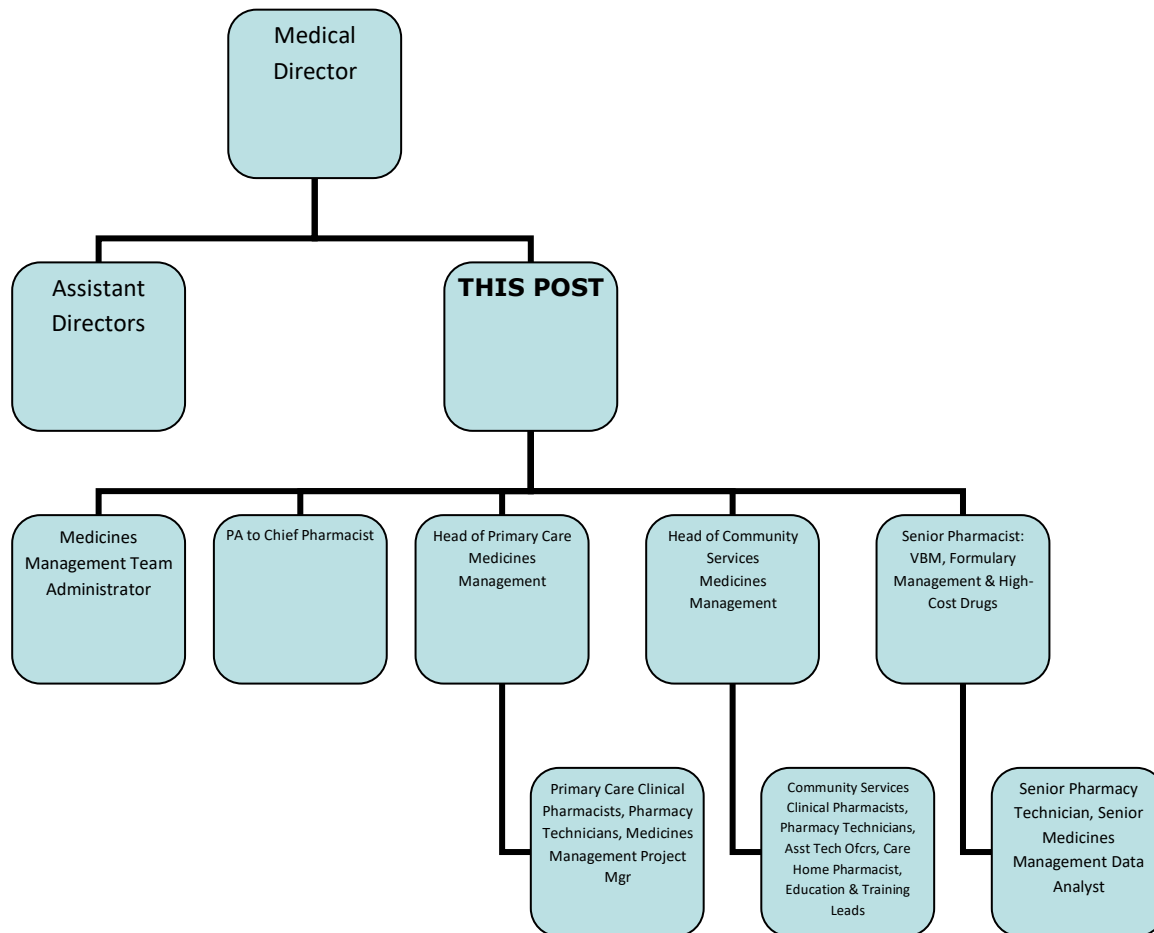 Medical
Director
Assistant
Directors
THIS POST
Medicines
Management Team
Administrator
PA to Chief Pharmacist
Head of Primary Care
Medicines
Management
Head of Community
Services
Medicines
Management
Senior Pharmacist:
VBM, Formulary
Management & High-
Cost Drugs
Primary Care Clinical
Pharmacists, Pharmacy
Technicians, Medicines
Management Project
Mgr
Community Services
Clinical Pharmacists,
Pharmacy Technicians,
Asst Tech Ofcrs, Care
Home Pharmacist,
Education & Training
Leads
Senior Pharmacy
Technician, Senior
Medicines
Management Data
Analyst